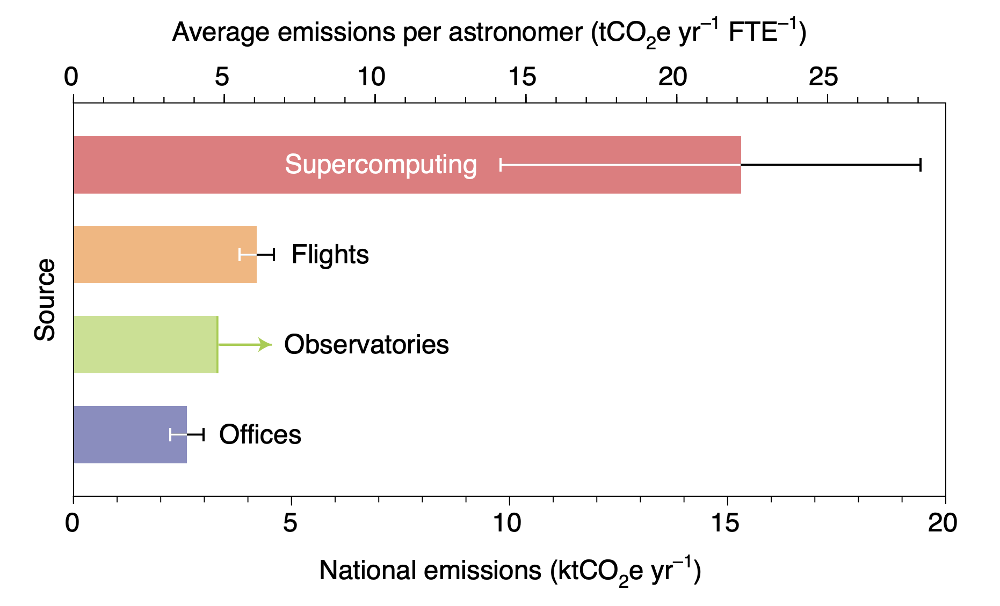 Average emissions per astronomer (tCO₂e yr⁻¹ FTE⁻¹)
0 5 10 15 20 25
Supercomputing
Flights
Source
Observatories
Offices
0 5 10 15 20
National emissions (ktCO₂e yr⁻¹)